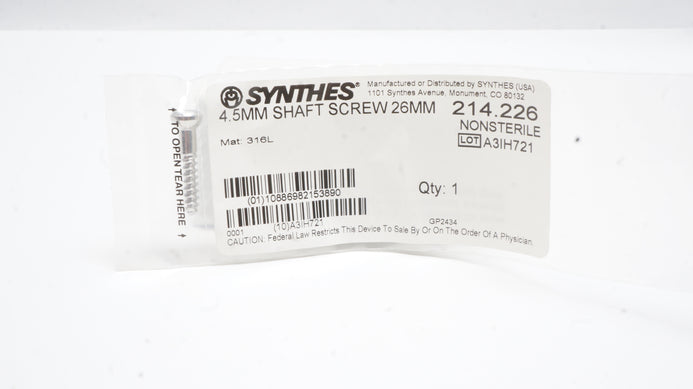 SYNTHES®
Manufactured or Distributed by SYNTHES (USA)
1101 Synthes Avenue, Monument, CO 80132
4.5MM SHAFT SCREW 26MM
214.226
NONSTERILE
LOT A3IH721
Mat: 316L
(01)10886982153890
Qty: 1
0001
(10)A3IH721
GP2434
CAUTION: Federal Law Restricts This Device To Sale By Or On The Order Of A Physician.
↑ TO OPEN TEAR HERE ↑